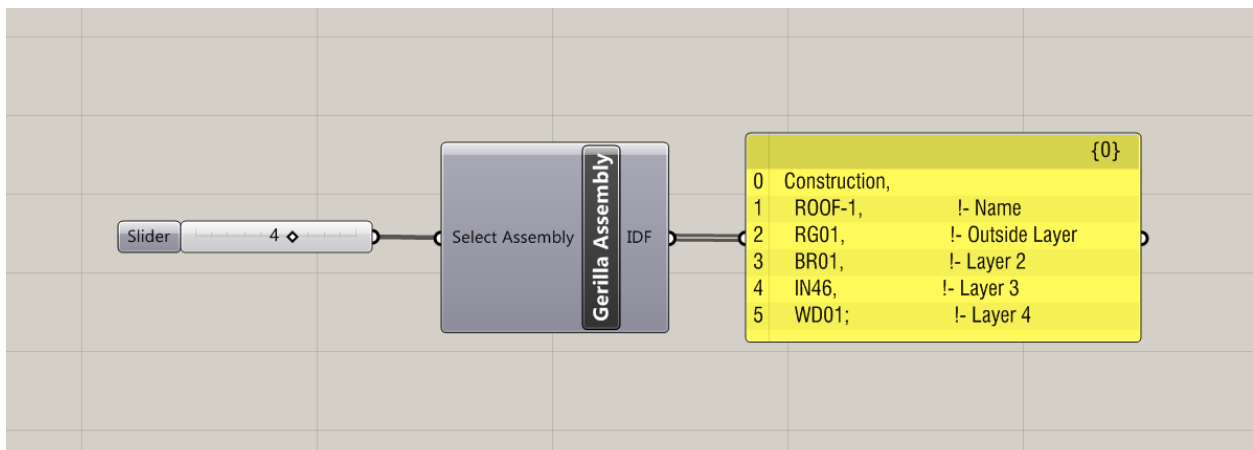 {0}
0 Construction,
1 ROOF-1, !- Name
Slider 4 Select Assembly Gerilla Assembly IDF 2 RG01, !- Outside Layer
3 BR01, !- Layer 2
4 IN46, !- Layer 3
5 WD01; !- Layer 4